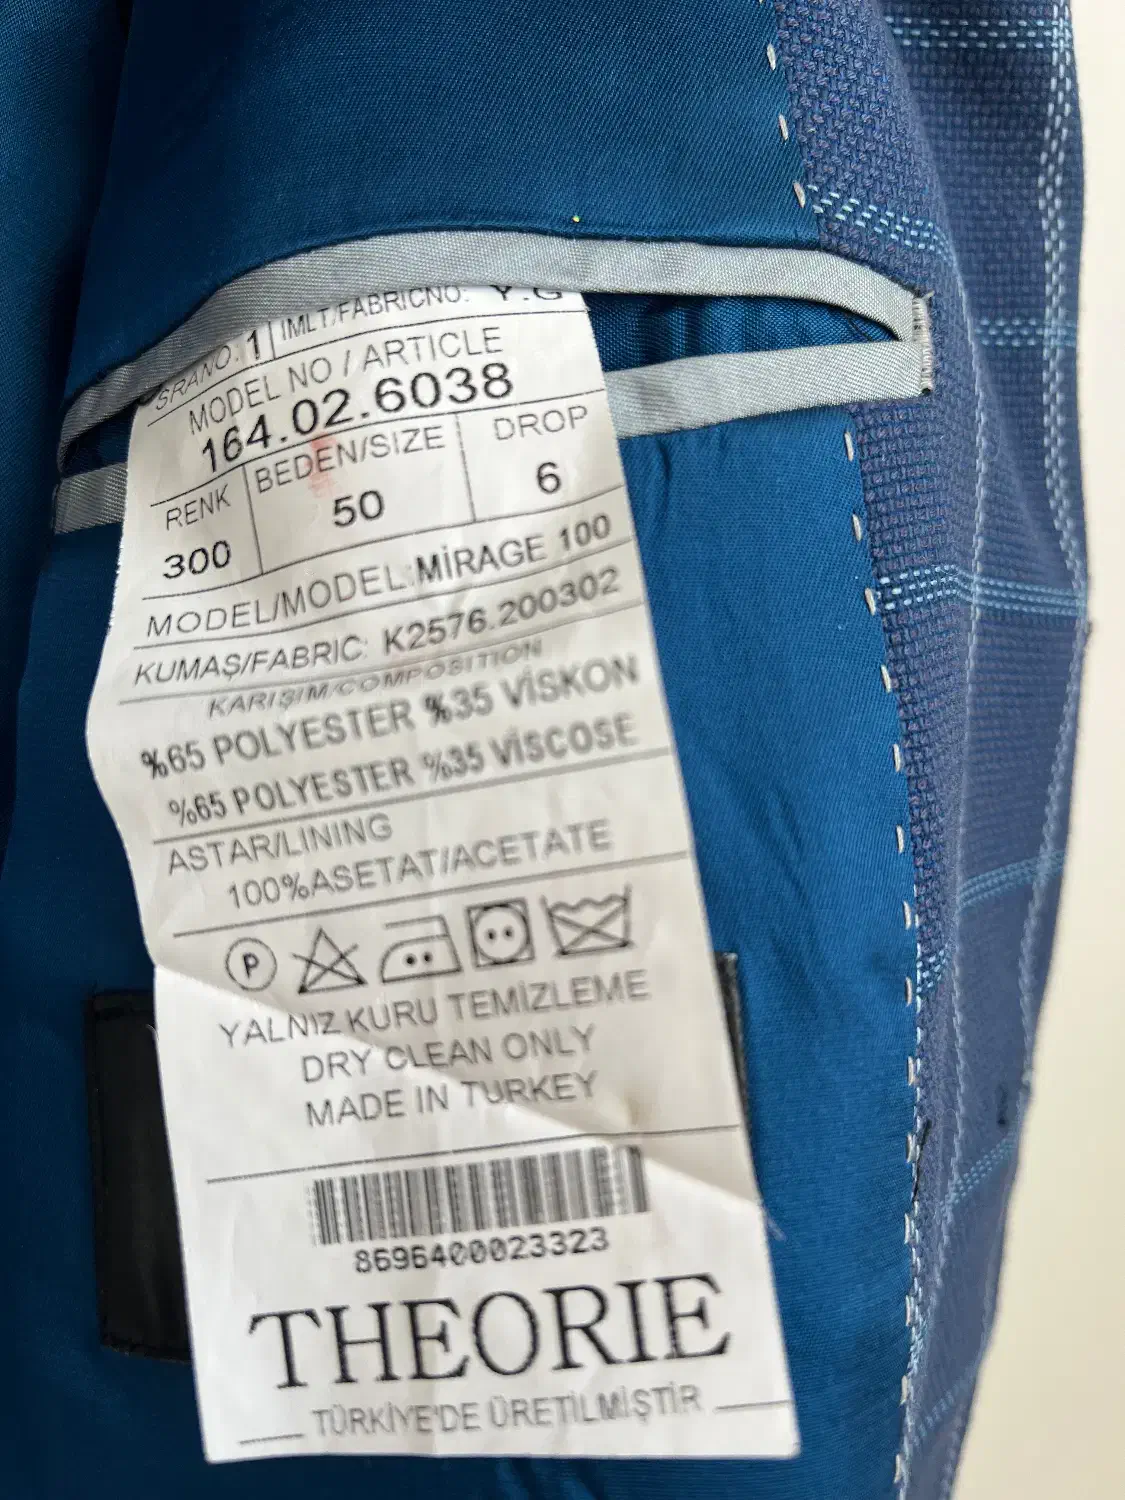 SRANO: 1 IMLT/FABRICNO: Y.G
MODEL NO / ARTICLE
164.02.6038
RENK BEDEN/SIZE DROP
300 50 6
MODEL/MODEL:MİRAGE 100
KUMAŞ/FABRIC: K2576.200302
KARIŞIM/COMPOSITION
%65 POLYESTER %35 VİSKON
%65 POLYESTER %35 VİSCOSE
ASTAR/LINING
100%ASETAT/ACETATE
P
YALNIZ KURU TEMİZLEME
DRY CLEAN ONLY
MADE IN TURKEY
8696400023323
THEORIE
TÜRKİYE'DE ÜRETİLMİŞTİR